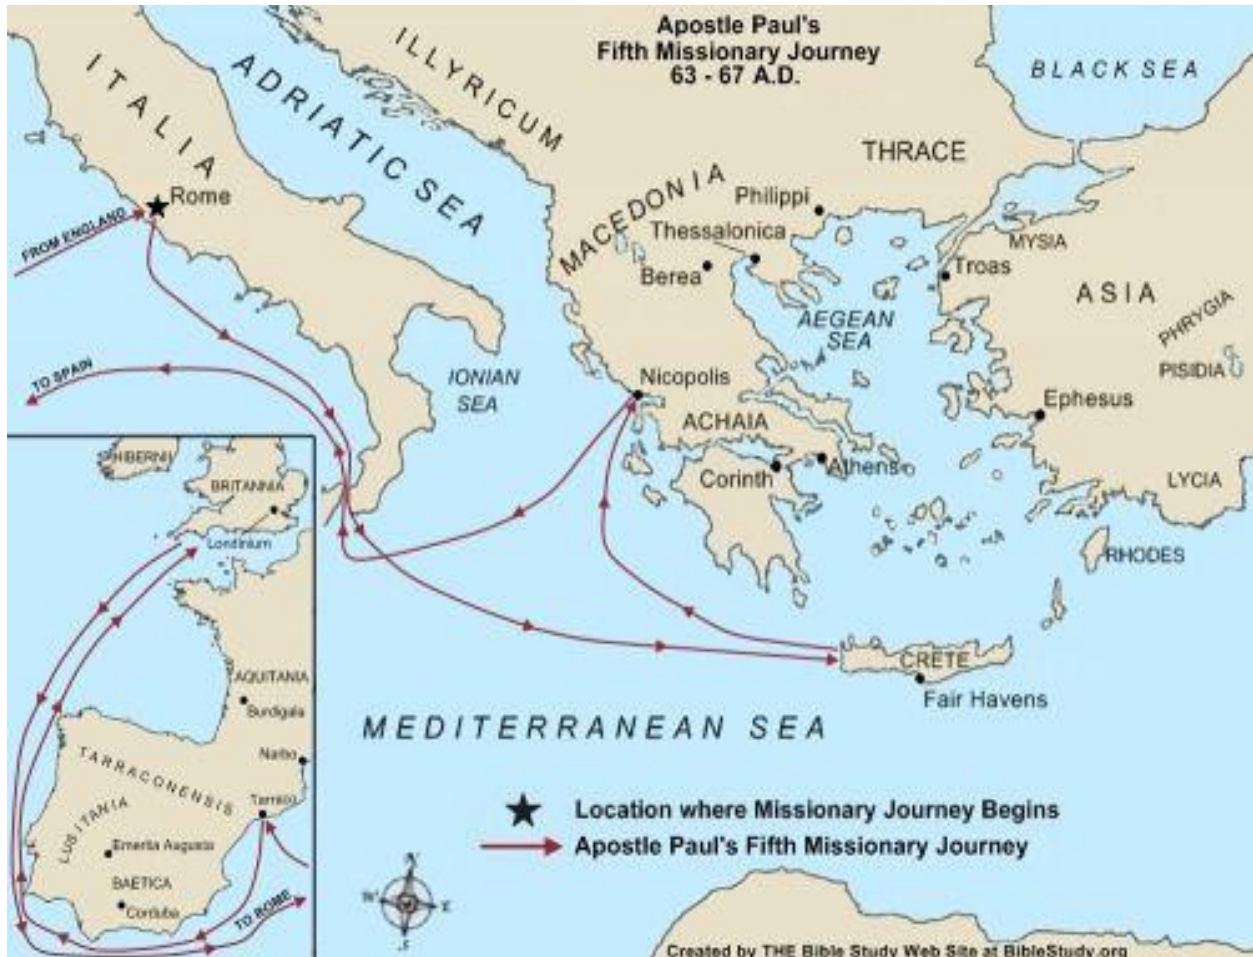 Apostle Paul's
Fifth Missionary Journey
63 - 67 A.D.
ITALIA
ADRIATIC SEA
ILLYRICUM
BLACK SEA
THRACE
MACEDONIA
Rome
FROM ENGLAND
Philippi
Thessalonica
Berea
MYSIA
Troas
ASIA
PHRYGIA
PISIDIA
AEGEAN
SEA
TO SPAIN
IONIAN
SEA
Nicopolis
ACHAIA
Ephesus
Corinth
Athens
LYCIA
RHODES
CRETE
Fair Havens
MEDITERRANEAN SEA
HIBERNII
BRITANNIA
Londinium
AQUITANIA
Burdigala
Narbo
TARRACONENSIS
Tarraco
LUSITANIA
Emerita Augusta
BAETICA
Corduba
TO ROME
Location where Missionary Journey Begins
Apostle Paul's Fifth Missionary Journey
N
W
E
S
Created by THE Bible Study Web Site at BibleStudy.org